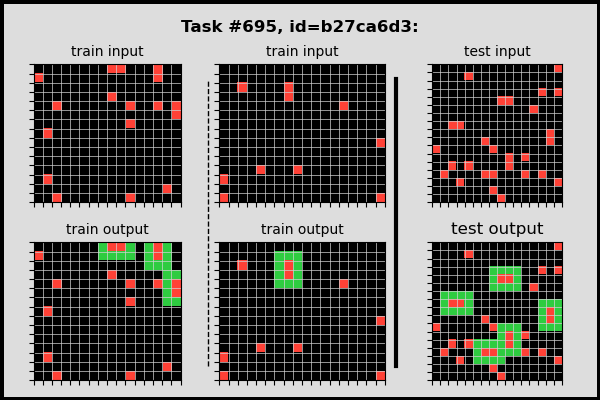 Task #695, id=b27ca6d3:
train input
train input
test input
train output
train output
test output